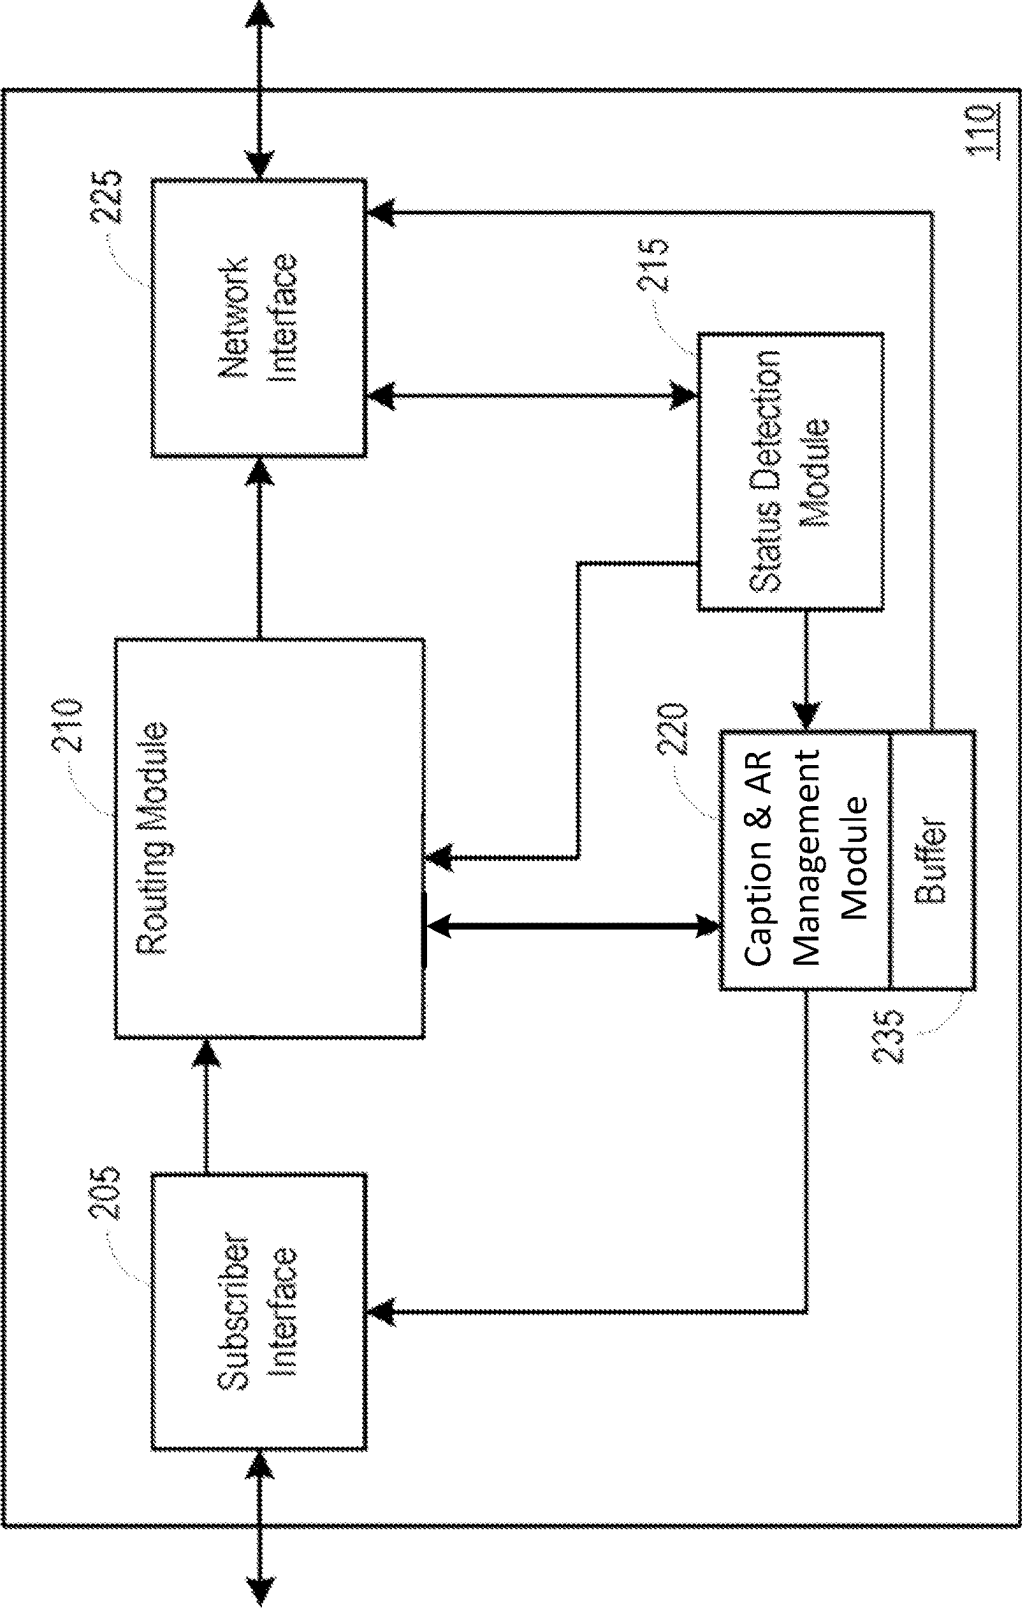 205
Subscriber
Interface
210
Routing Module
225
Network
Interface
220
Caption & AR
Management
Module
Buffer
235
215
Status Detection
Module
110